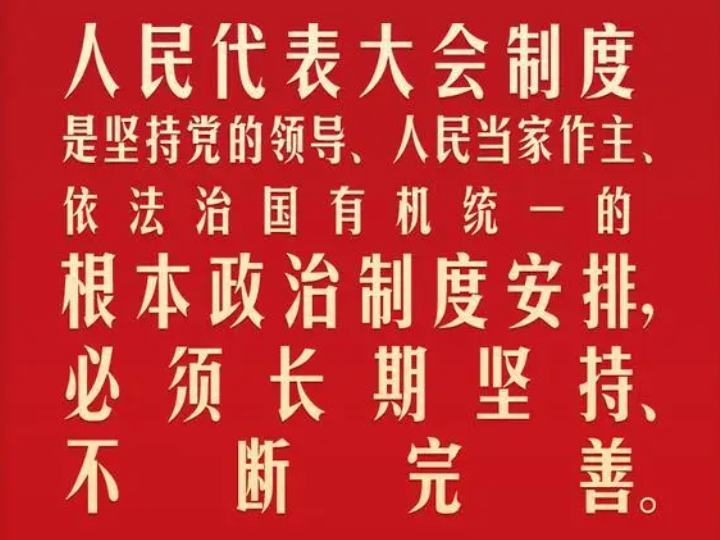 人民代表大会制度
是坚持党的领导、人民当家作主、
依法治国有机统一的
根本政治制度安排,
必须长期坚持、
不断完善。